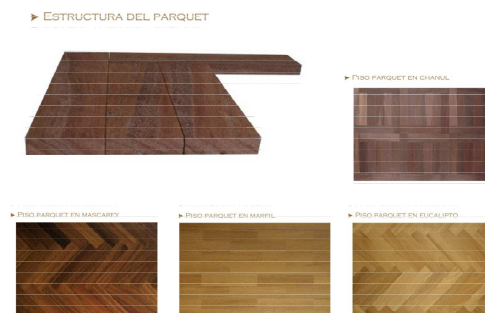 ESTRUCTURA DEL PARQUET
PISO PARQUET EN CHANUL
PISO PARQUET EN MASCAREY
PISO PARQUET EN MARFIL
PISO PARQUET EN EUCALIPTO